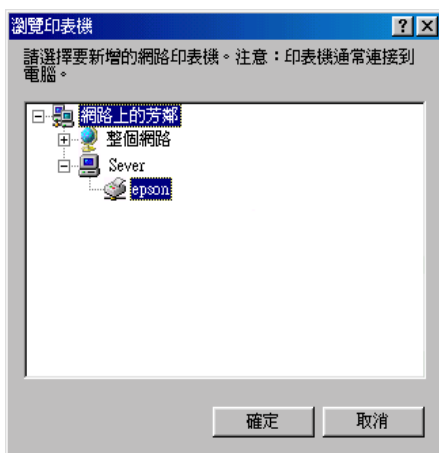 瀏覽印表機
請選擇要新增的網路印表機。注意：印表機通常連接到
電腦。
網路上的芳鄰
整個網路
Sever
epson
確定
取消